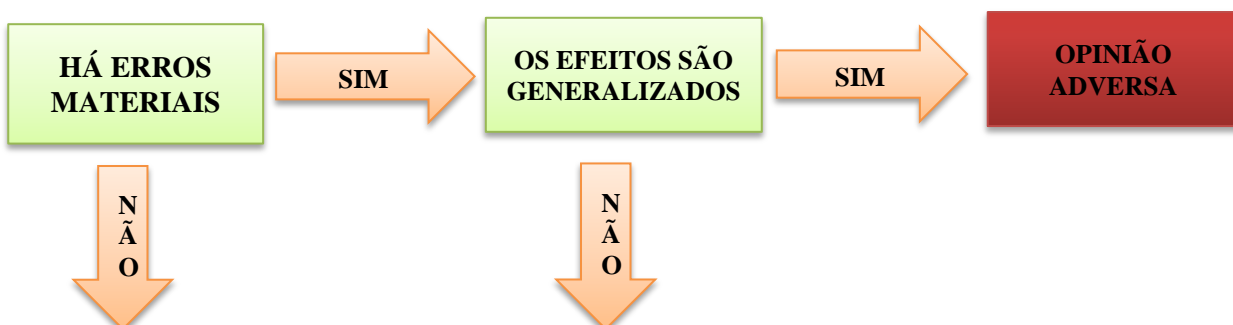 HÁ ERROS
MATERIAIS
SIM
OS EFEITOS SÃO
GENERALIZADOS
SIM
OPINIÃO
ADVERSA
N
Ã
O
N
Ã
O